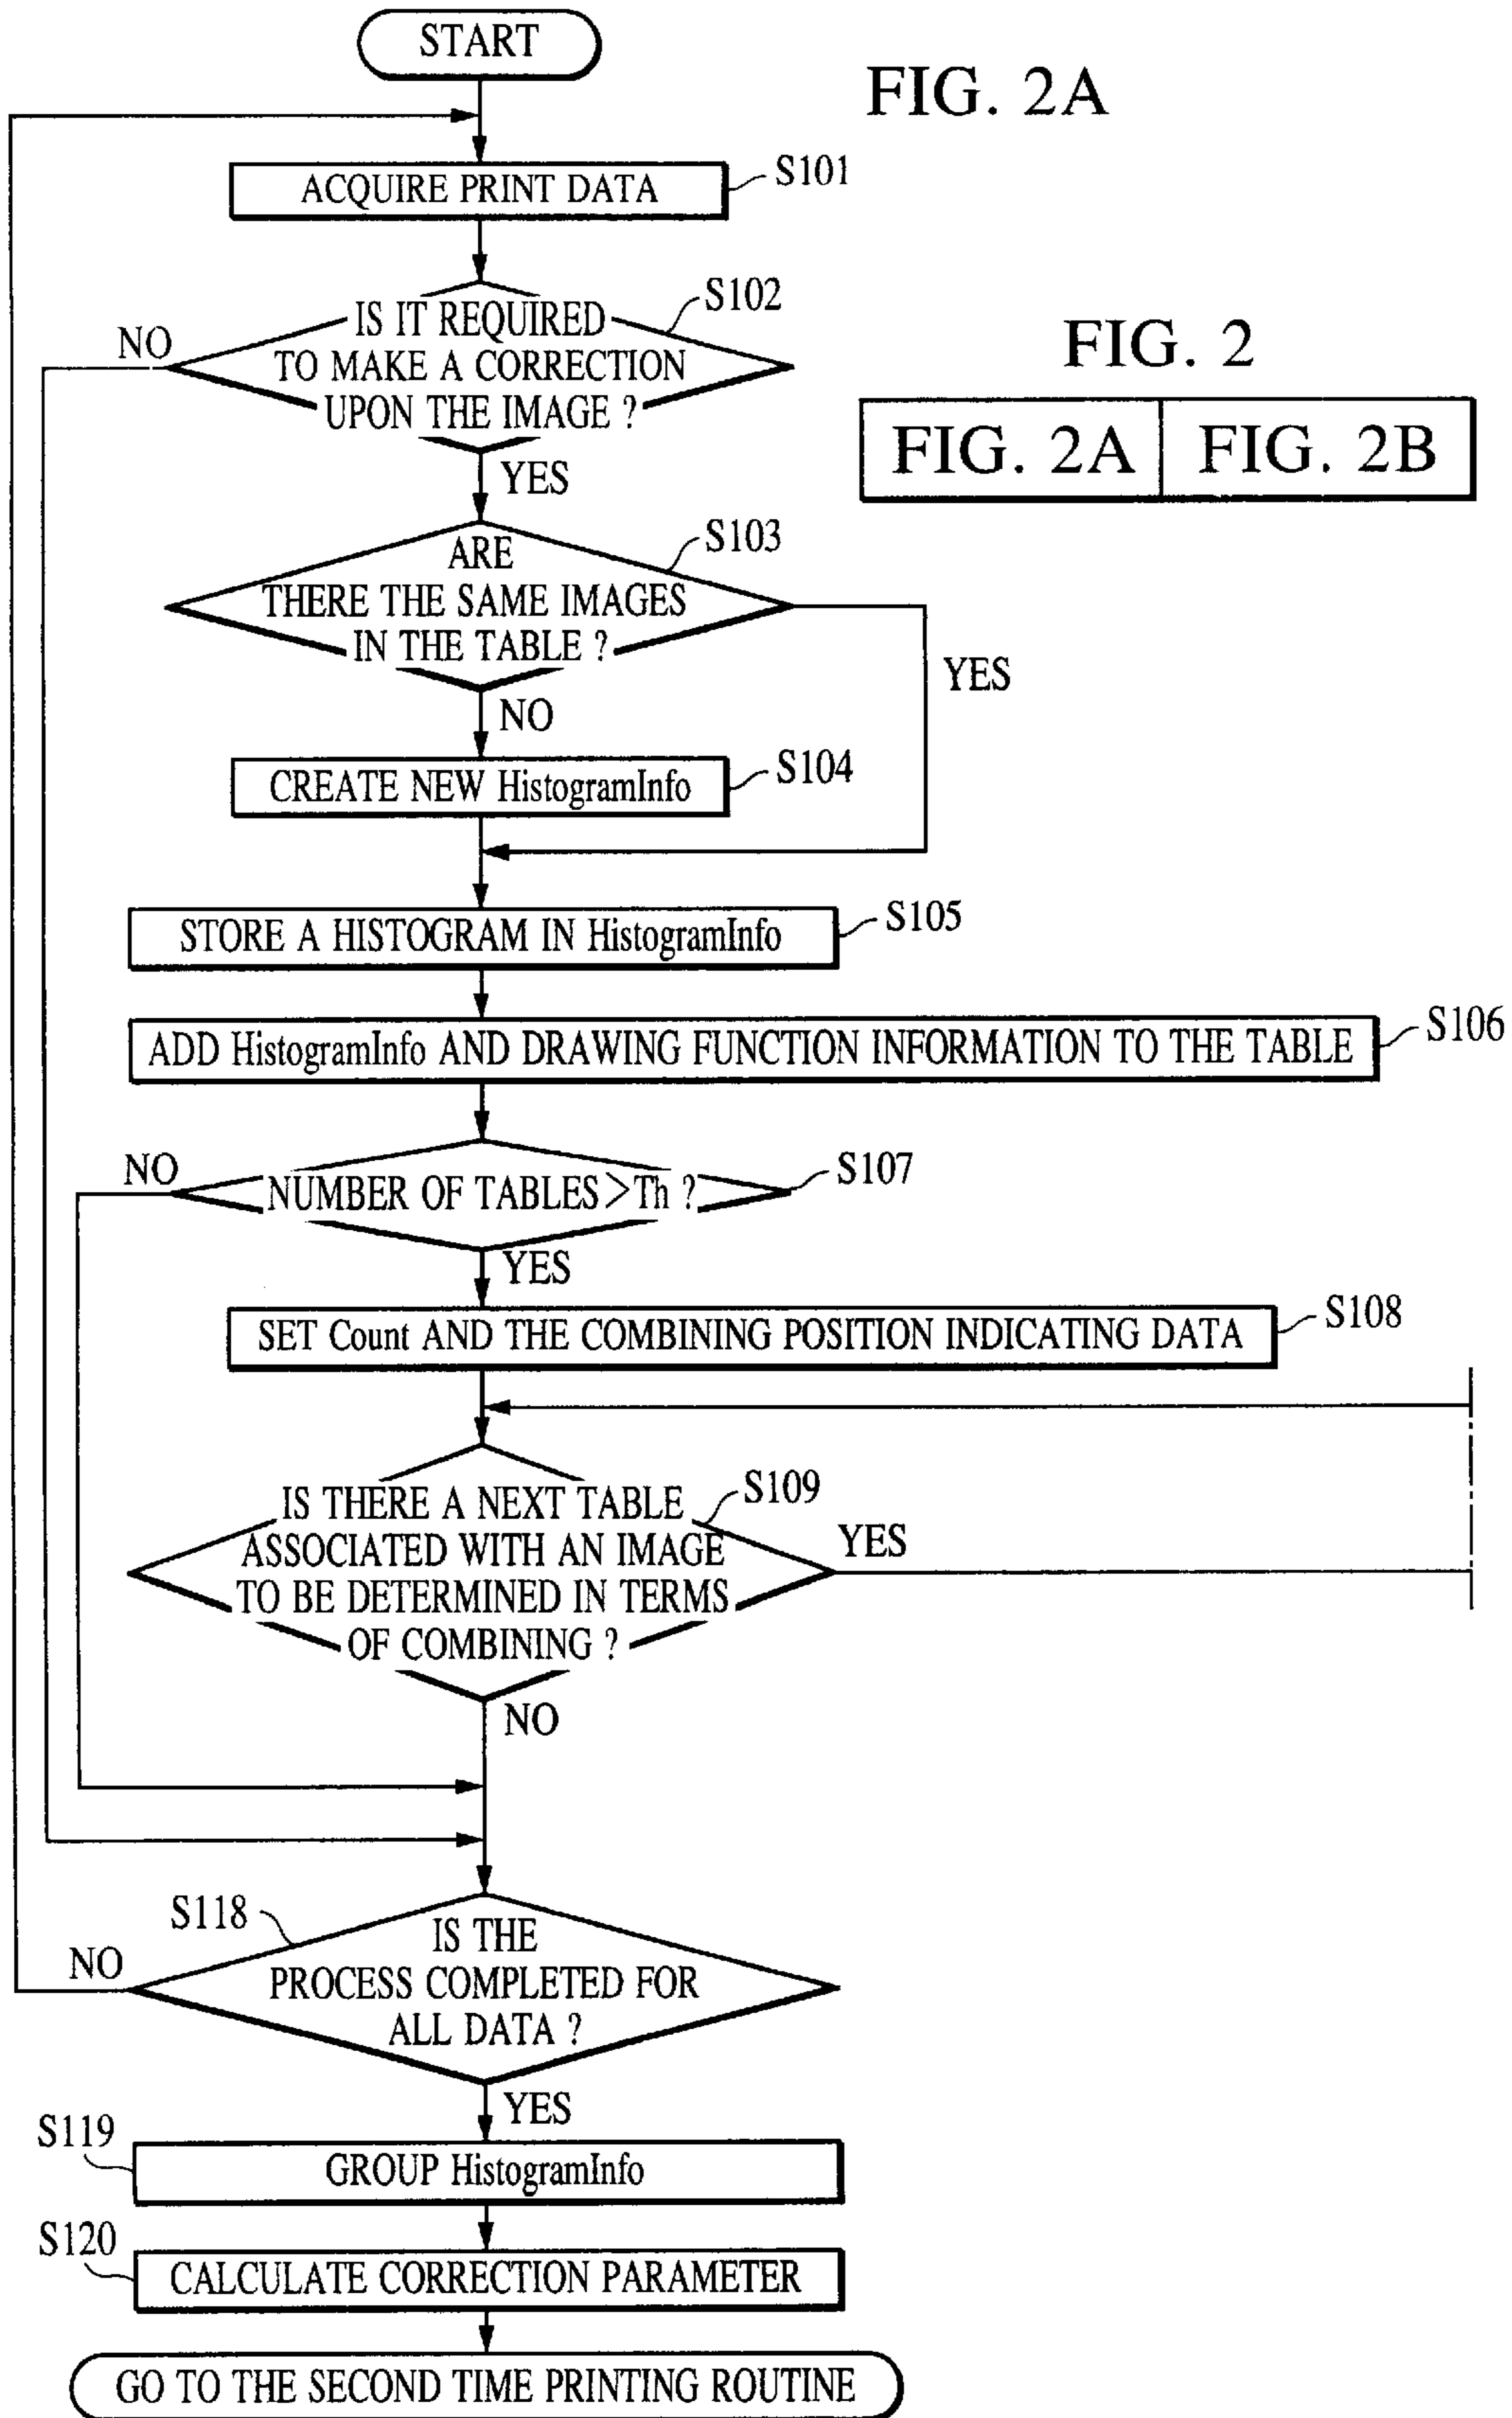 START
FIG. 2A
ACQUIRE PRINT DATA
S101
IS IT REQUIRED
TO MAKE A CORRECTION
UPON THE IMAGE ?
S102
NO
YES
FIG. 2
FIG. 2A
FIG. 2B
ARE
THERE THE SAME IMAGES
IN THE TABLE ?
S103
YES
NO
CREATE NEW HistogramInfo
S104
STORE A HISTOGRAM IN HistogramInfo
S105
ADD HistogramInfo AND DRAWING FUNCTION INFORMATION TO THE TABLE
S106
NO
NUMBER OF TABLES>Th ?
S107
YES
SET Count AND THE COMBINING POSITION INDICATING DATA
S108
IS THERE A NEXT TABLE
ASSOCIATED WITH AN IMAGE
TO BE DETERMINED IN TERMS
OF COMBINING ?
S109
YES
NO
S118
IS THE
PROCESS COMPLETED FOR
ALL DATA ?
NO
YES
S119
GROUP HistogramInfo
S120
CALCULATE CORRECTION PARAMETER
GO TO THE SECOND TIME PRINTING ROUTINE